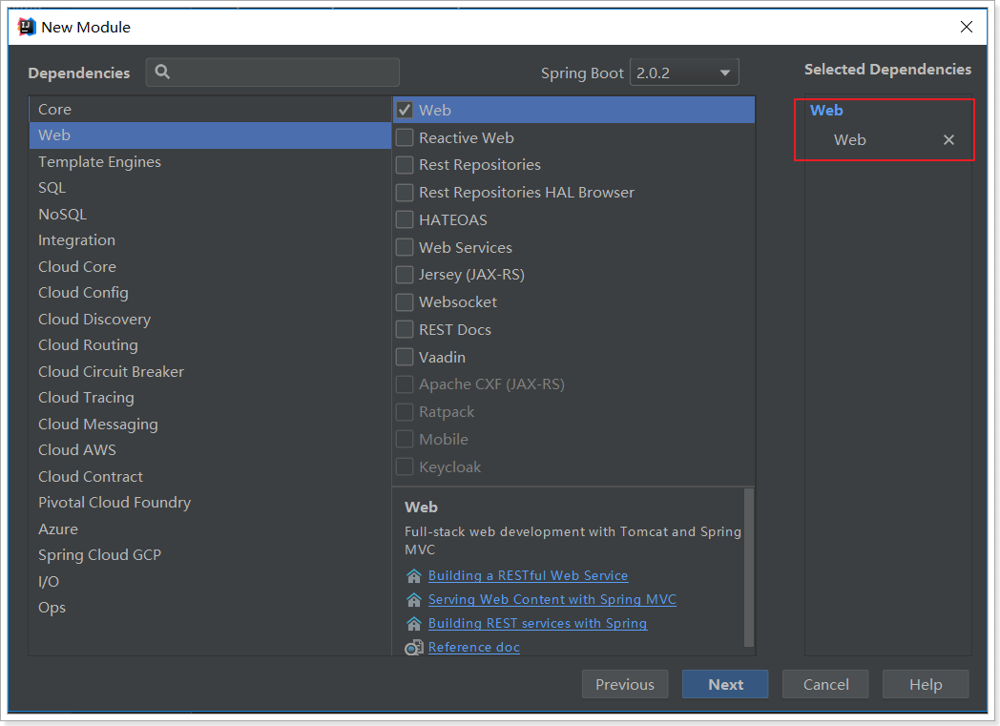 New Module
Dependencies
Spring Boot 2.0.2
Selected Dependencies
Core
Web
Template Engines
SQL
NoSQL
Integration
Cloud Core
Cloud Config
Cloud Discovery
Cloud Routing
Cloud Circuit Breaker
Cloud Tracing
Cloud Messaging
Cloud AWS
Cloud Contract
Pivotal Cloud Foundry
Azure
Spring Cloud GCP
I/O
Ops
Web
Reactive Web
Rest Repositories
Rest Repositories HAL Browser
HATEOAS
Web Services
Jersey (JAX-RS)
Websocket
REST Docs
Vaadin
Apache CXF (JAX-RS)
Ratpack
Mobile
Keycloak
Web
Full-stack web development with Tomcat and Spring
MVC
Building a RESTful Web Service
Serving Web Content with Spring MVC
Building REST services with Spring
Reference doc
Web
Web
Previous
Next
Cancel
Help